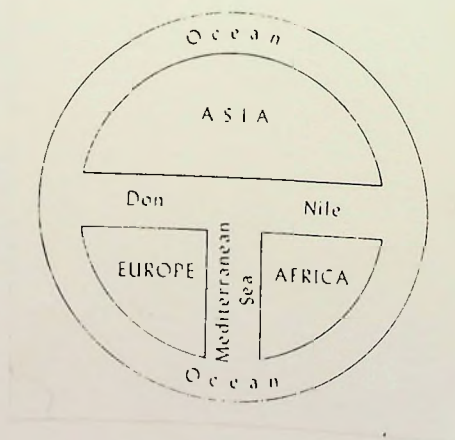 Ocean
ASIA
Don
Nile
EUROPE
Mediterranean
Sea
AFRICA
Ocean